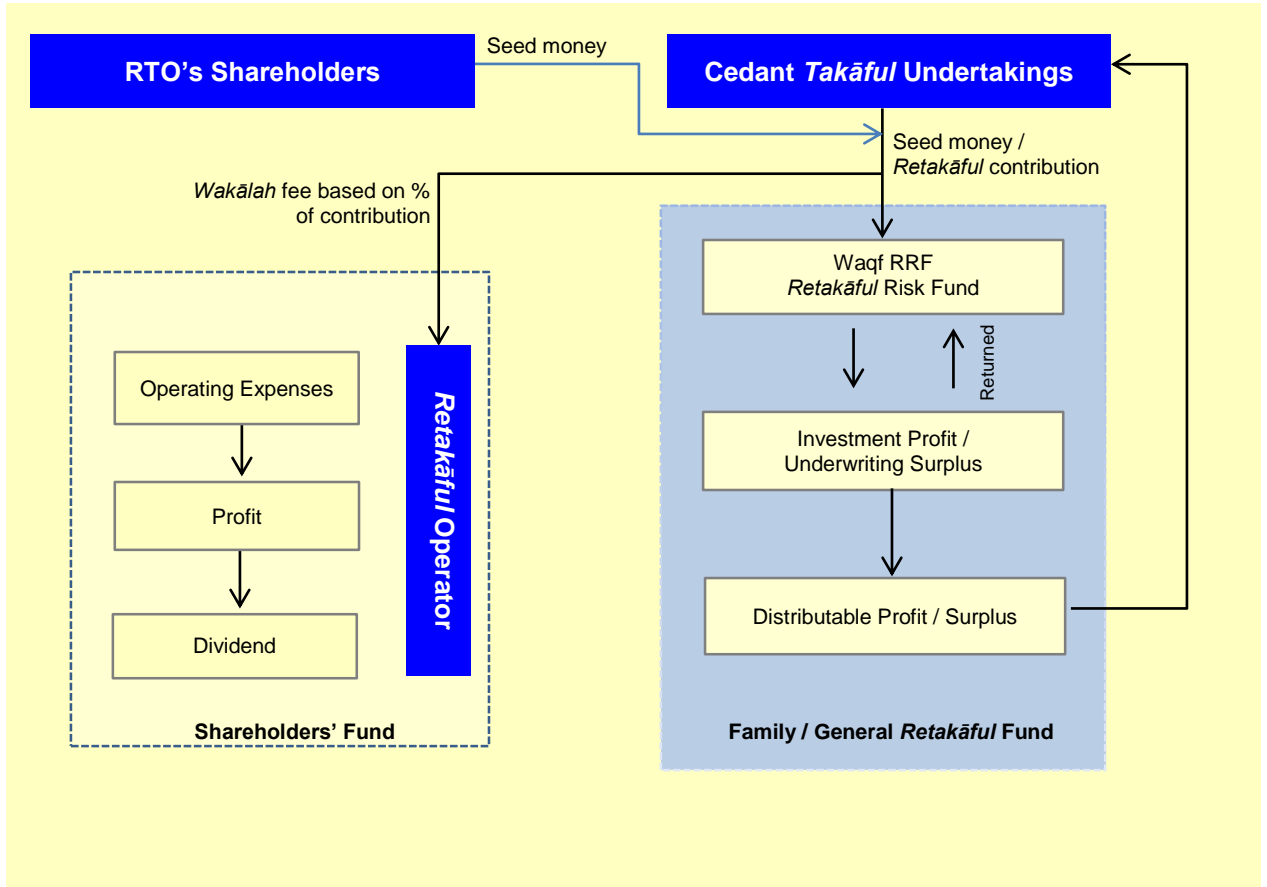 RTO’s Shareholders
Seed money
Cedant Takāful Undertakings
Seed money /
Retakāful contribution
Wakālah fee based on %
of contribution
Waqf RRF
Retakāful Risk Fund
Returned
Operating Expenses
Retakāful Operator
Investment Profit /
Underwriting Surplus
Profit
Distributable Profit / Surplus
Dividend
Shareholders’ Fund
Family / General Retakāful Fund